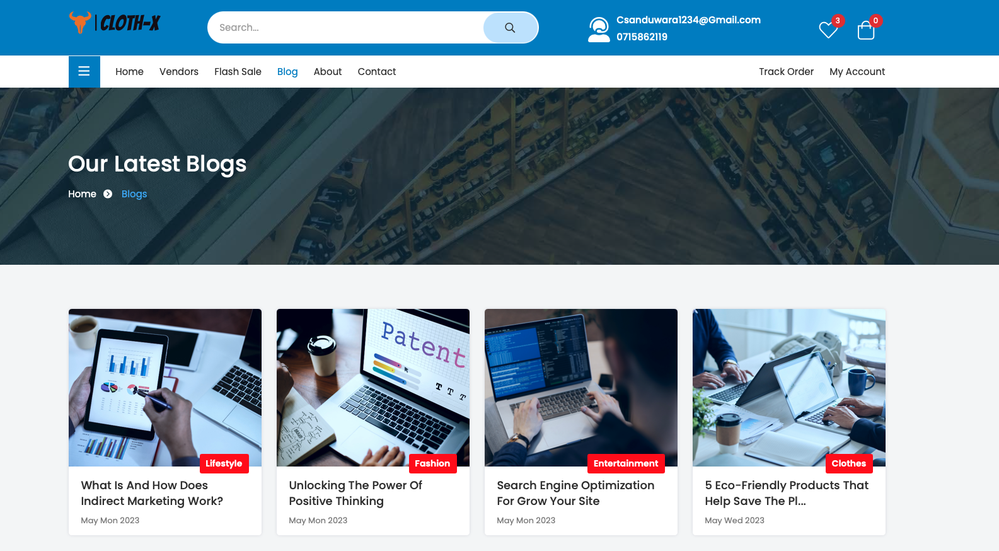 CLOTH-X
Search...
Csanduwara1234@Gmail.com
0715862119
3
0
Home
Vendors
Flash Sale
Blog
About
Contact
Track Order
My Account
Our Latest Blogs
Home
Blogs
Patent
T T T
Lifestyle
Fashion
Entertainment
Clothes
What Is And How Does
Indirect Marketing Work?
May Mon 2023
Unlocking The Power Of
Positive Thinking
May Mon 2023
Search Engine Optimization
For Grow Your Site
May Mon 2023
5 Eco-Friendly Products That
Help Save The Pl...
May Wed 2023